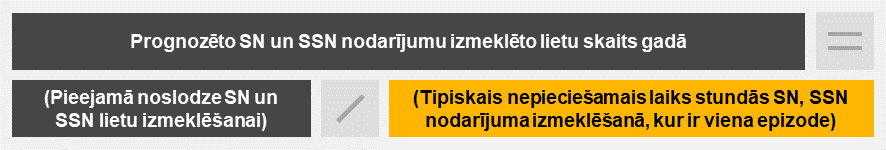 Prognozēto SN un SSN nodarījumu izmeklēto lietu skaits gadā
=
(Pieejamā noslodze SN un
SSN lietu izmeklēšanai)
/
(Tipiskais nepieciešamais laiks stundās SN, SSN
nodarījuma izmeklēšanā, kur ir viena epizode)